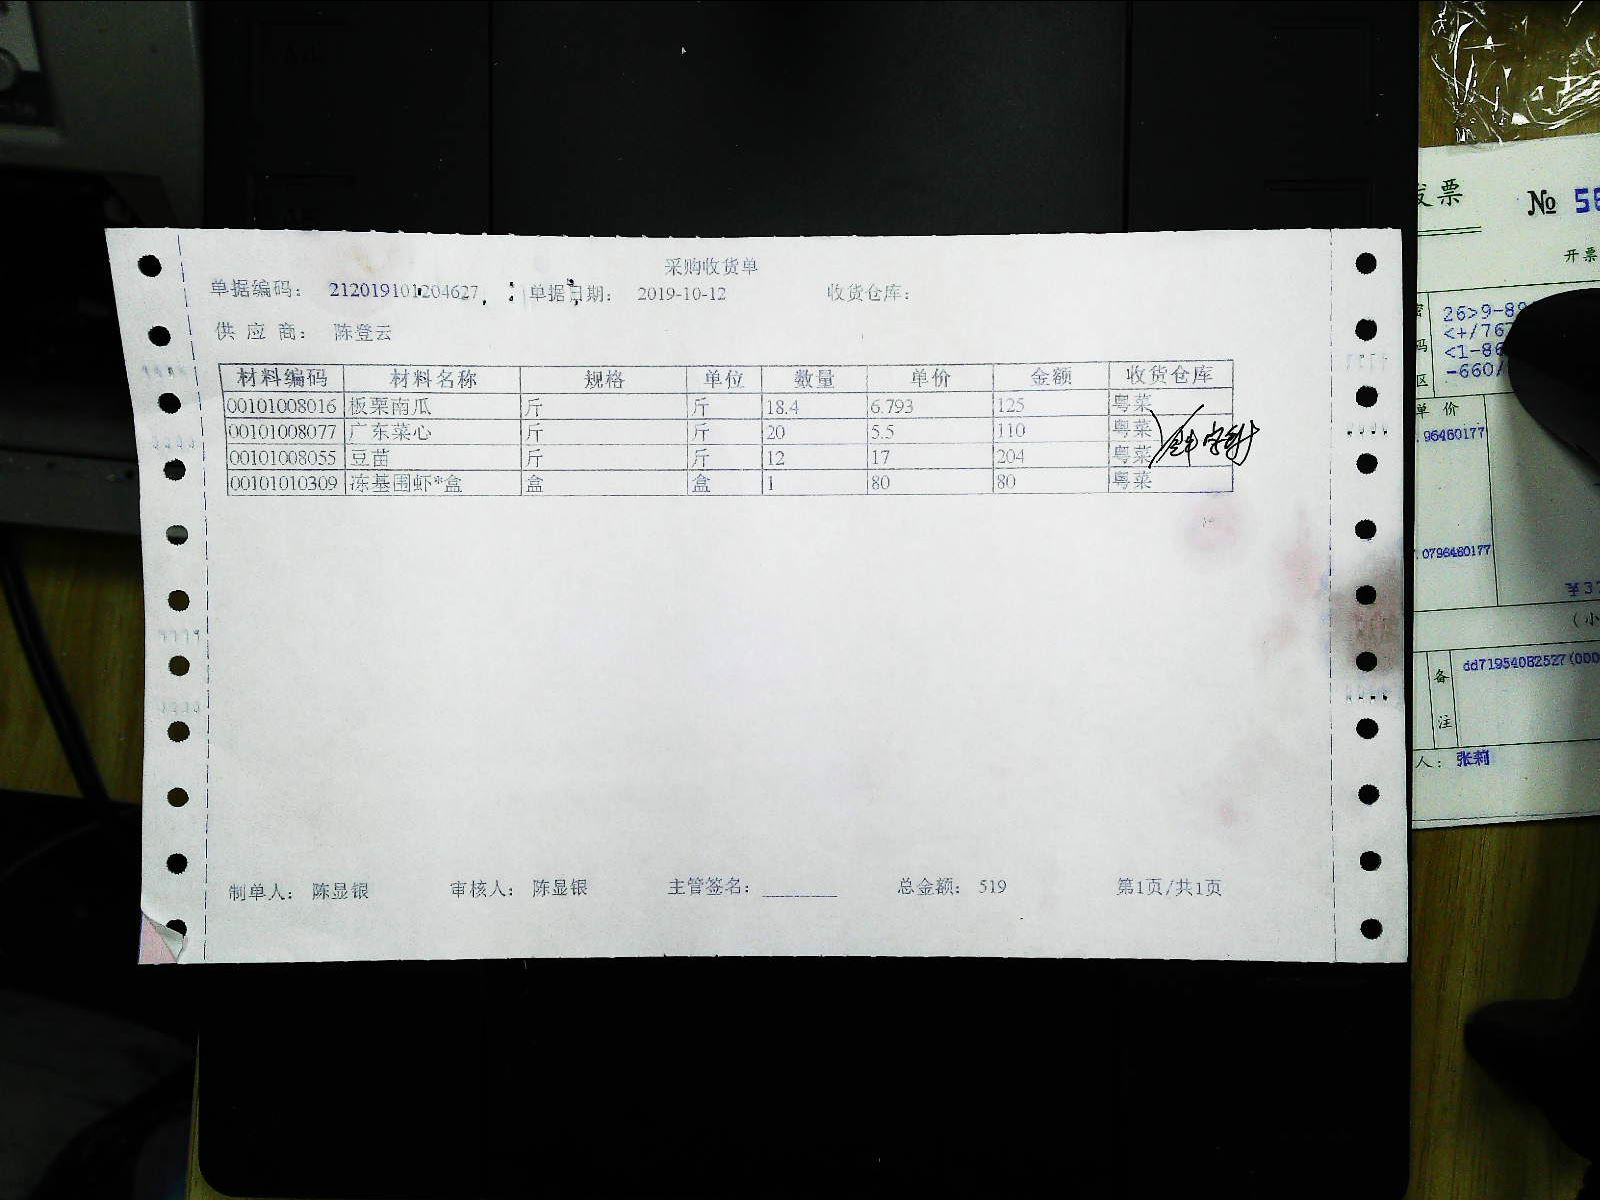 采购收货单
单据编码： 212019101204627 单据日期： 2019-10-12 收货仓库：
供 应 商： 陈登云
材料编码 材料名称 规格 单位 数量 单价 金额 收货仓库
00101008016 板栗南瓜 斤 斤 18.4 6.793 125 粤菜
00101008077 广东菜心 斤 斤 20 5.5 110 粤菜
00101008055 豆苗 斤 斤 12 17 204 粤菜
00101010309 冻基围虾*盒 盒 盒 1 80 80 粤菜
制单人： 陈显银 审核人： 陈显银 主管签名： 总金额： 519 第1页/共1页
发票 № 58
开票
26>9-89
<+/767
码 <1-86
区 -660/
单 价
.96460177
.0796460177
(小
备 dd719540B2527(000
注
人： 张莉